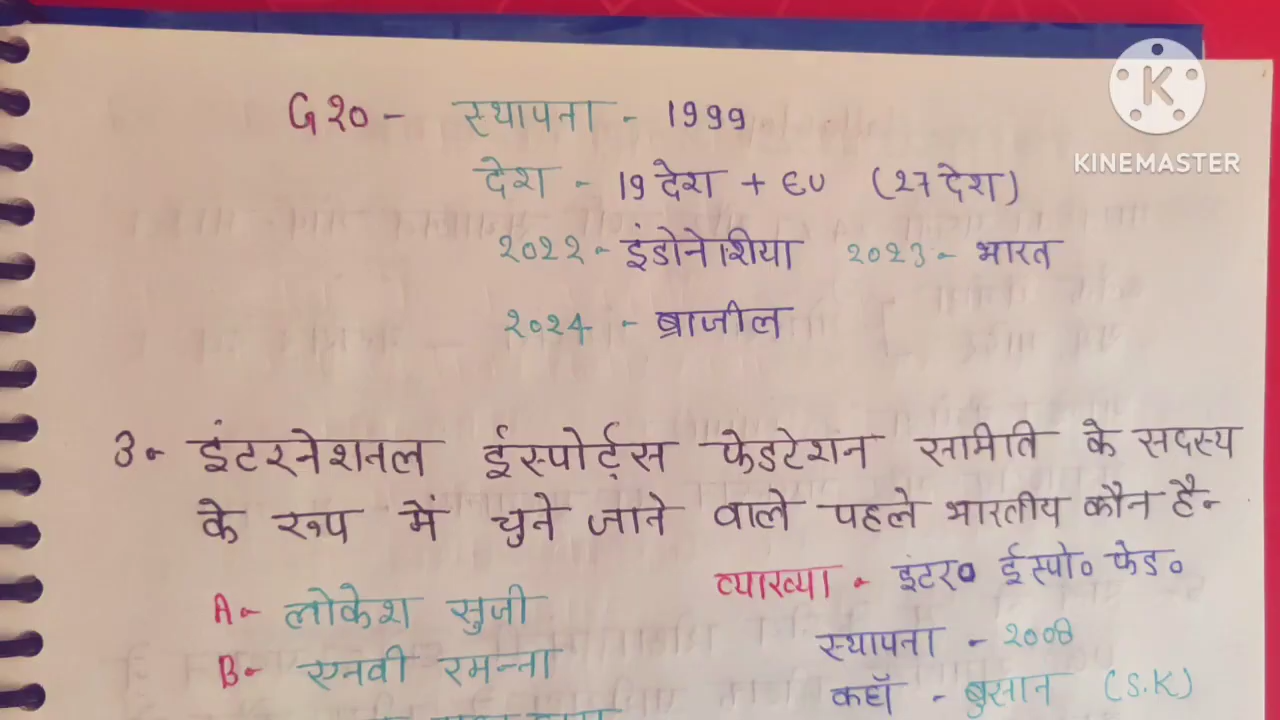 G20 - स्थापना - 1999
KINEMASTER
देश - 19 देश + EU (27 देश)
2022 - इंडोनेशिया 2023 - भारत
2024 - ब्राजील
3- इंटरनेशनल ईस्पोर्ट्स फेडटेशन समिति के सदस्य
के रूप में चुने जाने वाले पहले भारतीय कौन है-
व्याख्या - इंटर० ईस्पो० फेड०
A- लोकेश सुजी
स्थापना - 2008
B- एनवी रमन्ना
कहाँ - बुसान (S.K)